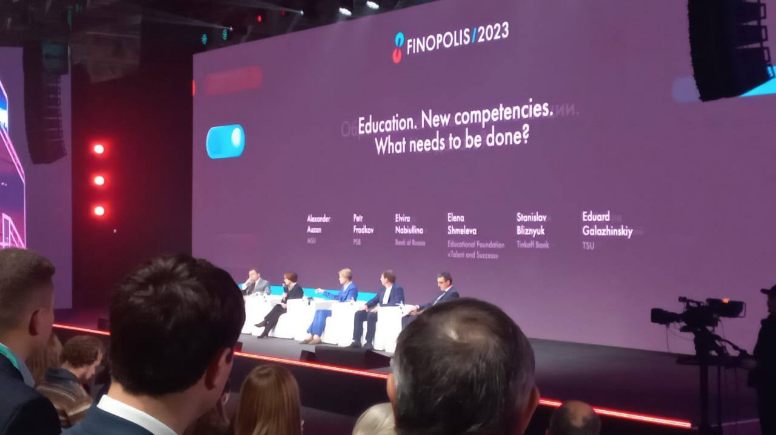 FINOPOLIS/2023
Education. New competencies.
What needs to be done?
Alexander
Auzan
MSU
Petr
Fradkov
PSB
Elvira
Nabiullina
Bank of Russia
Elena
Shmeleva
Educational Foundation
«Talent and Success»
Stanislav
Bliznyuk
Tinkoff Bank
Eduard
Galazhinskiy
TSU